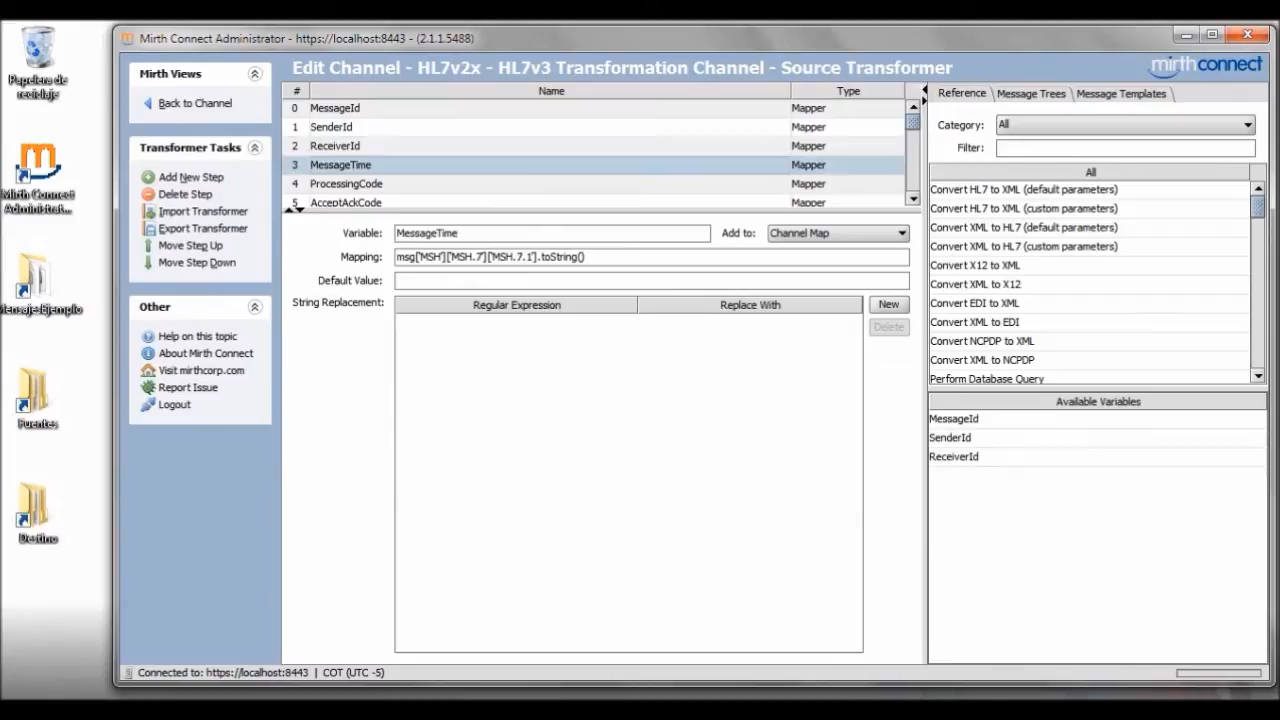 Papelera de
reciclaje
Mirth Connect
Administrat...
MensajesEjemplo
Fuentes
Destino
Mirth Connect Administrator - https://localhost:8443 - (2.1.1.5488)
Mirth Views
Back to Channel
Transformer Tasks
Add New Step
Delete Step
Import Transformer
Export Transformer
Move Step Up
Move Step Down
Other
Help on this topic
About Mirth Connect
Visit mirthcorp.com
Report Issue
Logout
Edit Channel - HL7v2x - HL7v3 Transformation Channel - Source Transformer
mirthconnect
# Name Type
0 MessageId Mapper
1 SenderId Mapper
2 ReceiverId Mapper
3 MessageTime Mapper
4 ProcessingCode Mapper
5 AcceptAckCode Mapper
Variable: MessageTime Add to: Channel Map
Mapping: msg['MSH']['MSH.7']['MSH.7.1'].toString()
Default Value:
String Replacement: Regular Expression Replace With New
Delete
Reference Message Trees Message Templates
Category: All
Filter:
All
Convert HL7 to XML (default parameters)
Convert HL7 to XML (custom parameters)
Convert XML to HL7 (default parameters)
Convert XML to HL7 (custom parameters)
Convert X12 to XML
Convert XML to X12
Convert EDI to XML
Convert XML to EDI
Convert NCPDP to XML
Convert XML to NCPDP
Perform Database Query
Available Variables
MessageId
SenderId
ReceiverId
Connected to: https://localhost:8443 | COT (UTC -5)